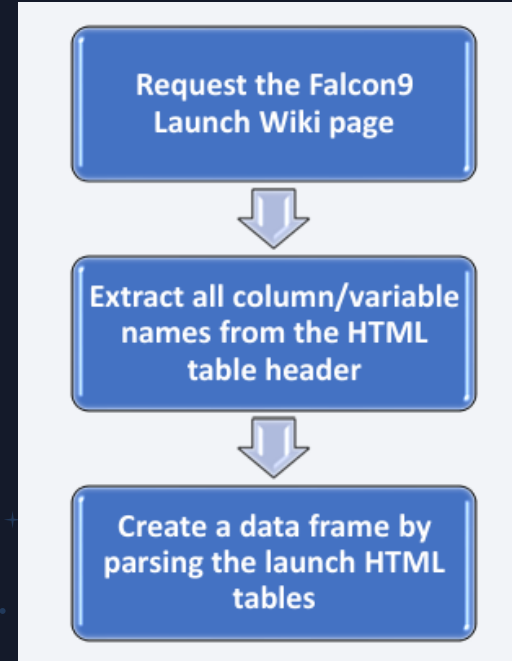 Request the Falcon9
Launch Wiki page
Extract all column/variable
names from the HTML
table header
Create a data frame by
parsing the launch HTML
tables